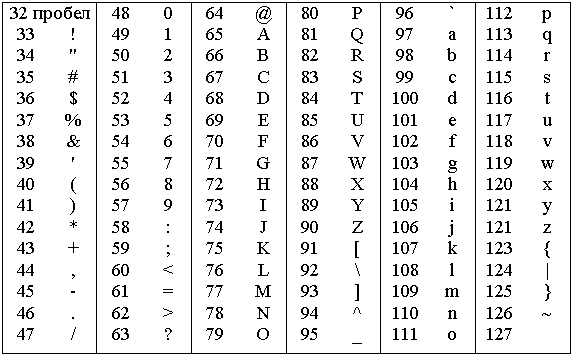 32 пробел 48 0 64 @ 80 P 96 ` 112 p
33 ! 49 1 65 A 81 Q 97 a 113 q
34 " 50 2 66 B 82 R 98 b 114 r
35 # 51 3 67 C 83 S 99 c 115 s
36 $ 52 4 68 D 84 T 100 d 116 t
37 % 53 5 69 E 85 U 101 e 117 u
38 & 54 6 70 F 86 V 102 f 118 v
39 ' 55 7 71 G 87 W 103 g 119 w
40 ( 56 8 72 H 88 X 104 h 120 x
41 ) 57 9 73 I 89 Y 105 i 121 y
42 * 58 : 74 J 90 Z 106 j 121 z
43 + 59 ; 75 K 91 [ 107 k 123 {
44 , 60 < 76 L 92 \ 108 l 124 |
45 - 61 = 77 M 93 ] 109 m 125 }
46 . 62 > 78 N 94 ^ 110 n 126 ~
47 / 63 ? 79 O 95 _ 111 o 127